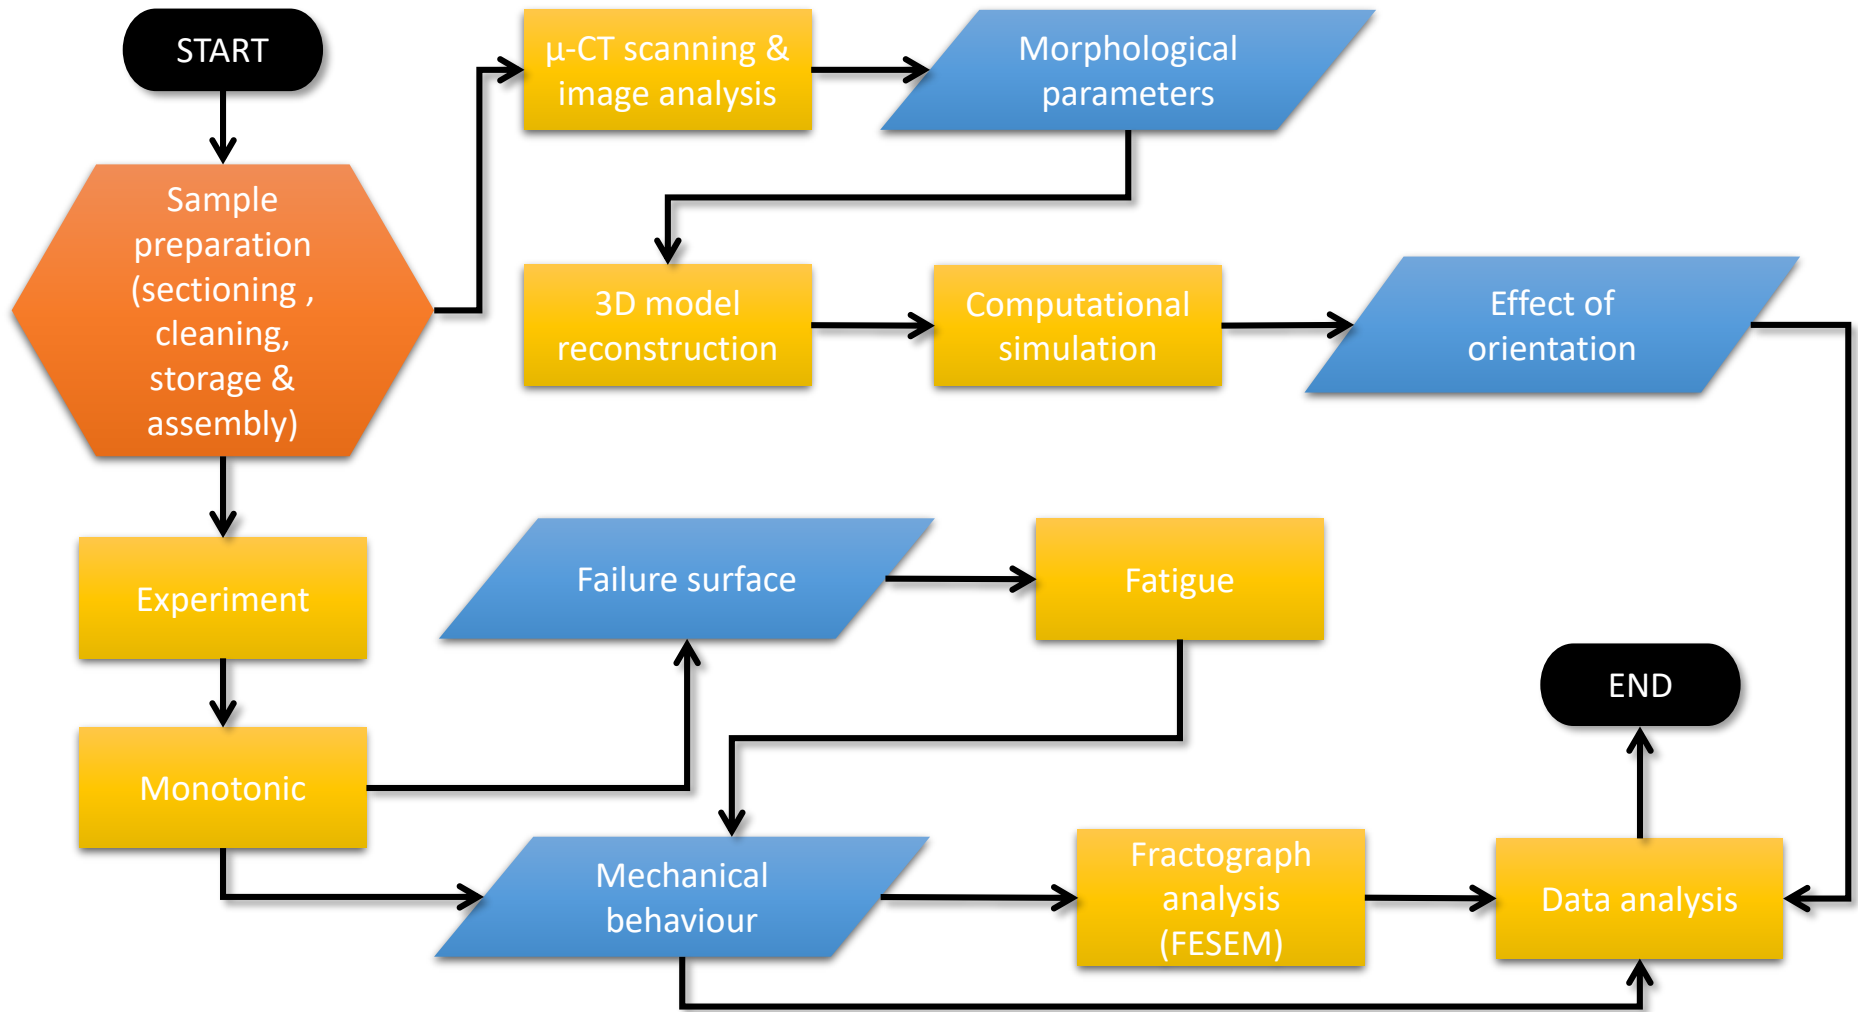 START
µ-CT scanning &
image analysis
Morphological
parameters
Sample
preparation
(sectioning ,
cleaning,
storage &
assembly)
3D model
reconstruction
Computational
simulation
Effect of
orientation
Experiment
Failure surface
Fatigue
Monotonic
END
Mechanical
behaviour
Fractograph
analysis
(FESEM)
Data analysis